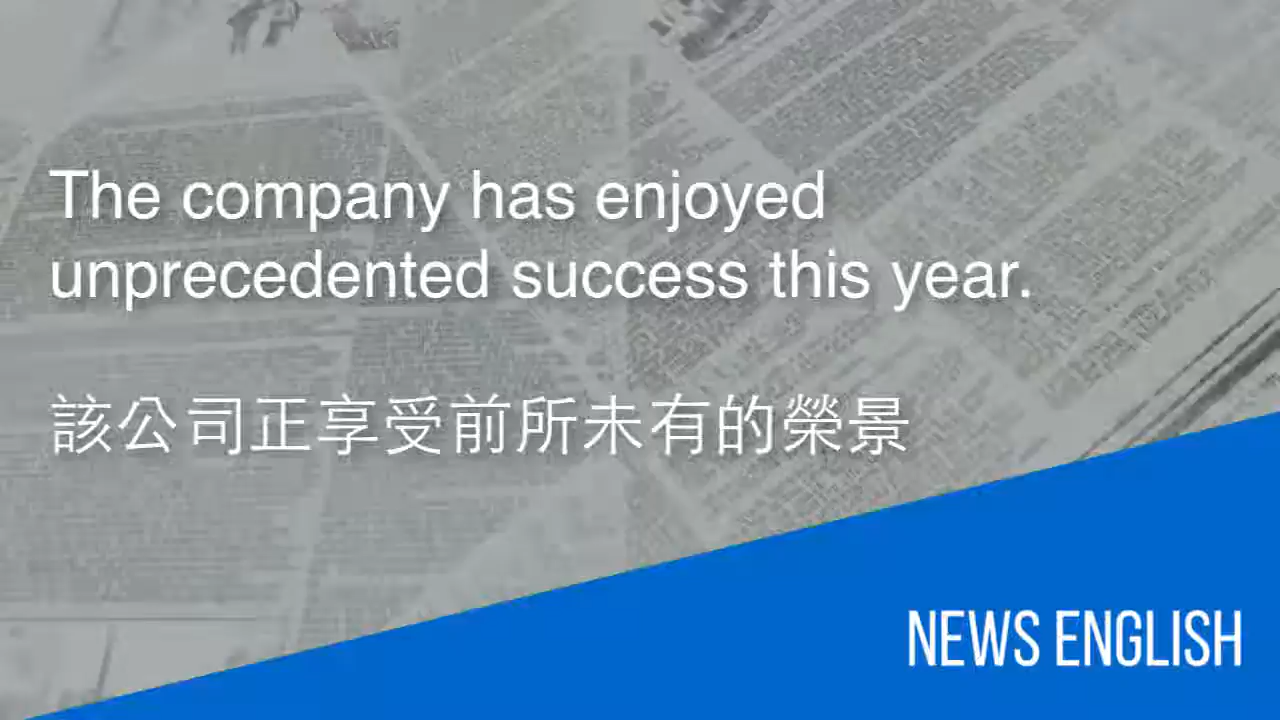 The company has enjoyed
unprecedented success this year.
該公司正享受前所未有的榮景
NEWS ENGLISH